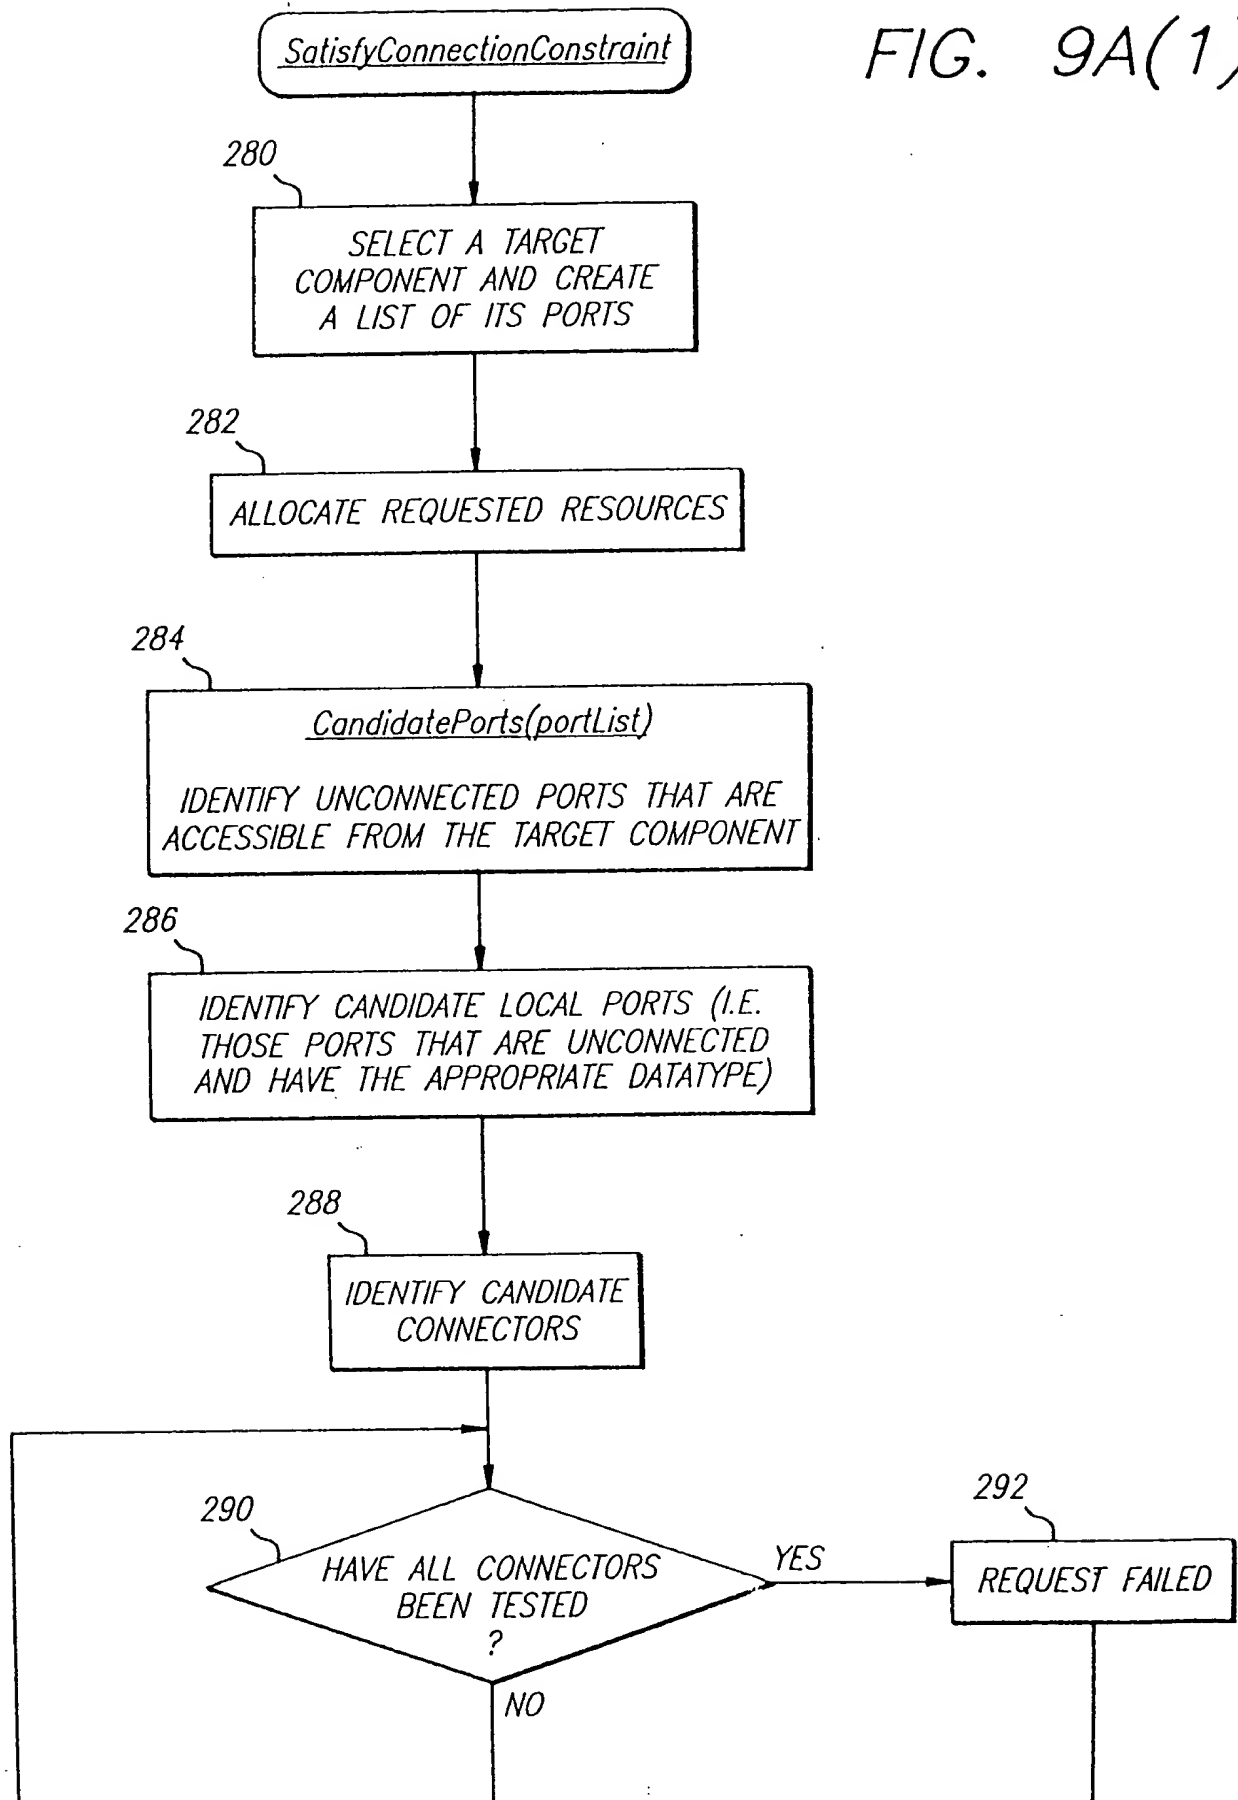 SatisfyConnectionConstraint
FIG. 9A(1)
280
SELECT A TARGET
COMPONENT AND CREATE
A LIST OF ITS PORTS
282
ALLOCATE REQUESTED RESOURCES
284
CandidatePorts(portList)
IDENTIFY UNCONNECTED PORTS THAT ARE
ACCESSIBLE FROM THE TARGET COMPONENT
286
IDENTIFY CANDIDATE LOCAL PORTS (I.E.
THOSE PORTS THAT ARE UNCONNECTED
AND HAVE THE APPROPRIATE DATATYPE)
288
IDENTIFY CANDIDATE
CONNECTORS
290
HAVE ALL CONNECTORS
BEEN TESTED
?
YES
292
REQUEST FAILED
NO